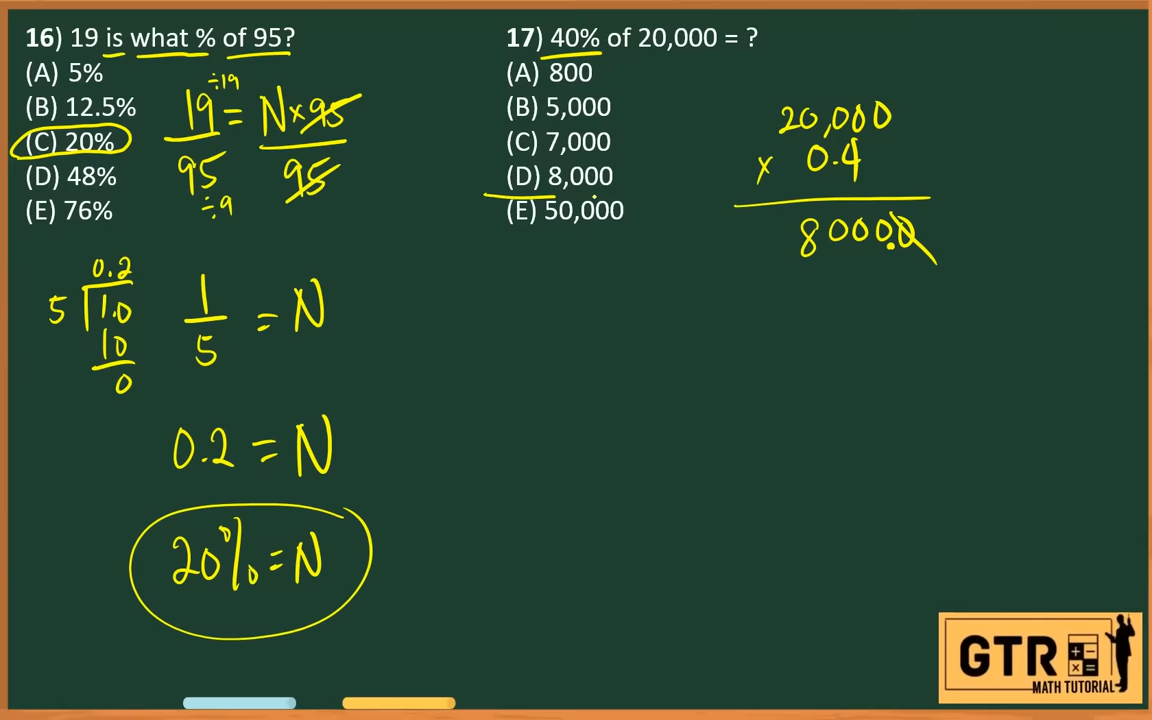 16) 19 is what % of 95?
(A) 5%
(B) 12.5%
(C) 20%
(D) 48%
(E) 76%
÷19
19 = N×95
95 95
÷9
0.2
5 1.0
10
0
1 = N
5
0.2 = N
20% = N
17) 40% of 20,000 = ?
(A) 800
(B) 5,000
(C) 7,000
(D) 8,000
(E) 50,000
20,000
× 0.4
8000.0
GTR
+ −
× =
MATH TUTORIAL